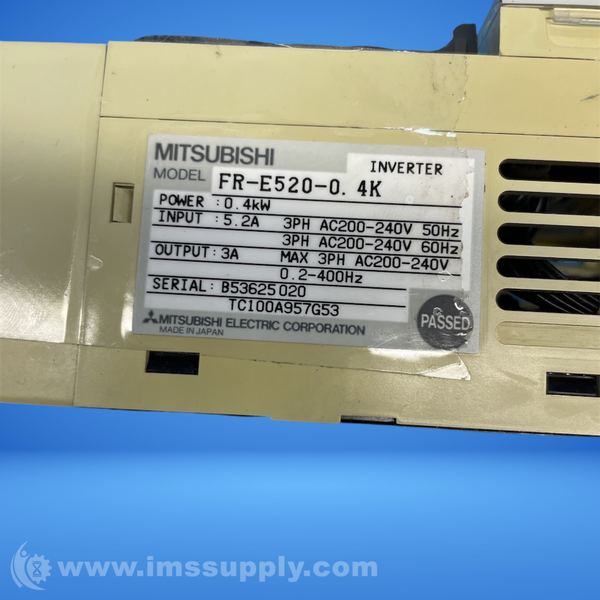 MITSUBISHI
INVERTER
MODEL FR-E520-0.4K
POWER :0.4kW
INPUT :5.2A 3PH AC200-240V 50Hz
3PH AC200-240V 60Hz
OUTPUT:3A MAX 3PH AC200-240V
0.2-400Hz
SERIAL: B53625020
TC100A957G53
MITSUBISHI ELECTRIC CORPORATION
MADE IN JAPAN
PASSED
www.imssupply.com